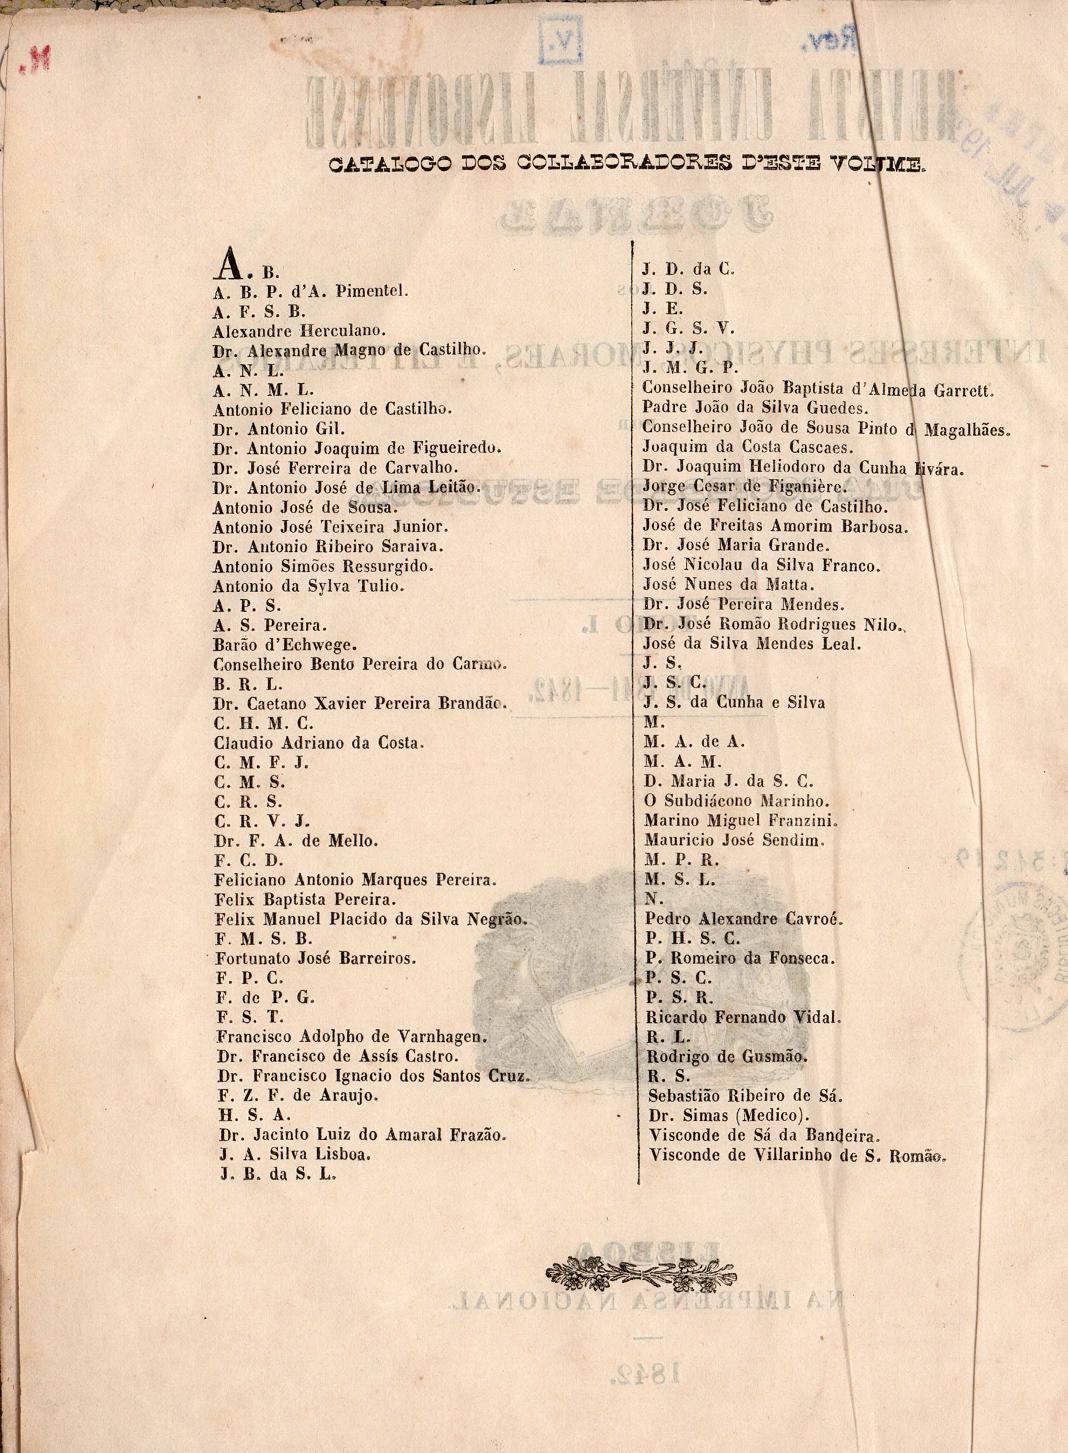 CATALOGO DOS COLLABORADORES D'ESTE VOLUME.
A. B.
A. B. P. d'A. Pimentel.
A. F. S. B.
Alexandre Herculano.
Dr. Alexandre Magno de Castilho.
A. N. L.
A. N. M. L.
Antonio Feliciano de Castilho.
Dr. Antonio Gil.
Dr. Antonio Joaquim de Figueiredo.
Dr. José Ferreira de Carvalho.
Dr. Antonio José de Lima Leitão.
Antonio José de Sousa.
Antonio José Teixeira Junior.
Dr. Antonio Ribeiro Saraiva.
Antonio Simões Ressurgido.
Antonio da Sylva Tulio.
A. P. S.
A. S. Pereira.
Barão d'Echwege.
Conselheiro Bento Pereira do Carmo.
B. R. L.
Dr. Caetano Xavier Pereira Brandão.
C. H. M. C.
Claudio Adriano da Costa.
C. M. F. J.
C. M. S.
C. R. S.
C. R. V. J.
Dr. F. A. de Mello.
F. C. D.
Feliciano Antonio Marques Pereira.
Felix Baptista Pereira.
Felix Manuel Placido da Silva Negrão.
F. M. S. B.
Fortunato José Barreiros.
F. P. C.
F. de P. G.
F. S. T.
Francisco Adolpho de Varnhagen.
Dr. Francisco de Assís Castro.
Dr. Francisco Ignacio dos Santos Cruz.
F. Z. F. de Araujo.
H. S. A.
Dr. Jacinto Luiz do Amaral Frazão.
J. A. Silva Lisboa.
J. B. da S. L.
J. D. da C.
J. D. S.
J. E.
J. G. S. V.
J. J. J.
J. M. G. P.
Conselheiro João Baptista d'Almeda Garrett.
Padre João da Silva Guedes.
Conselheiro João de Sousa Pinto d Magalhães.
Joaquim da Costa Cascaes.
Dr. Joaquim Heliodoro da Cunha Rivára.
Jorge Cesar de Figanière.
Dr. José Feliciano de Castilho.
José de Freitas Amorim Barbosa.
Dr. José Maria Grande.
José Nicolau da Silva Franco.
José Nunes da Matta.
Dr. José Pereira Mendes.
Dr. José Romão Rodrigues Nilo.
José da Silva Mendes Leal.
J. S.
J. S. C.
J. S. da Cunha e Silva
M.
M. A. de A.
M. A. M.
D. Maria J. da S. C.
O Subdiácono Marinho.
Marino Miguel Franzini.
Mauricio José Sendim.
M. P. R.
M. S. L.
N.
Pedro Alexandre Cavroé.
P. H. S. C.
P. Romeiro da Fonseca.
P. S. C.
P. S. R.
Ricardo Fernando Vidal.
R. L.
Rodrigo de Gusmão.
R. S.
Sebastião Ribeiro de Sá.
Dr. Simas (Medico).
Visconde de Sá da Bandeira.
Visconde de Villarinho de S. Romão.